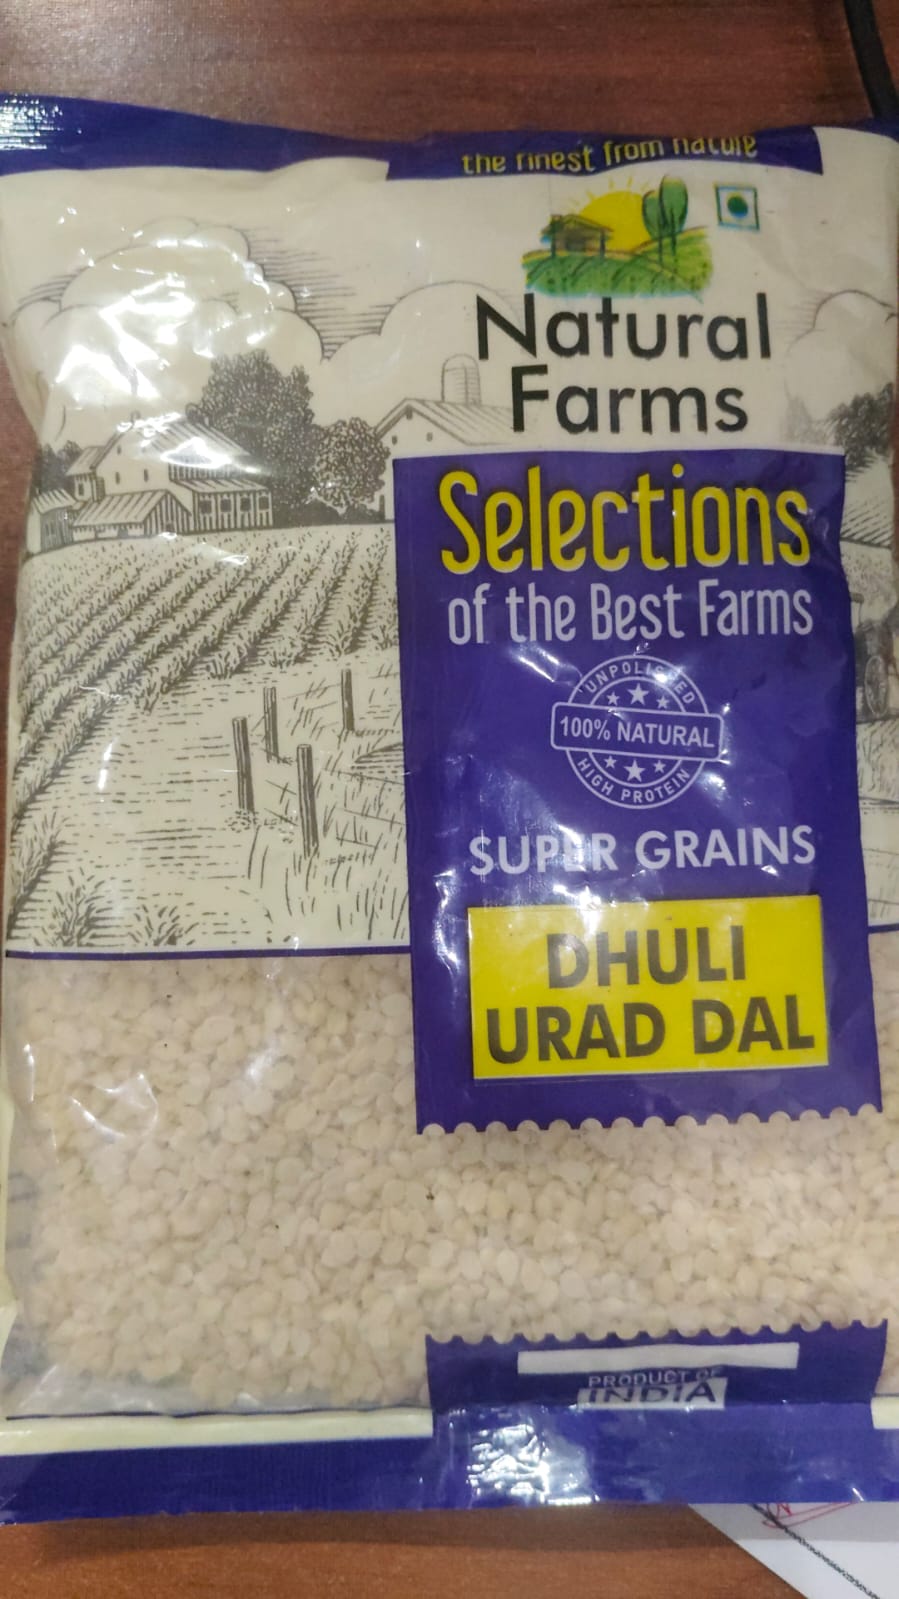 the finest from nature
Natural
Farms
Selections
of the Best Farms
UNPOLISHED
100% NATURAL
HIGH PROTEIN
SUPER GRAINS
DHULI
URAD DAL
PRODUCT OF
INDIA